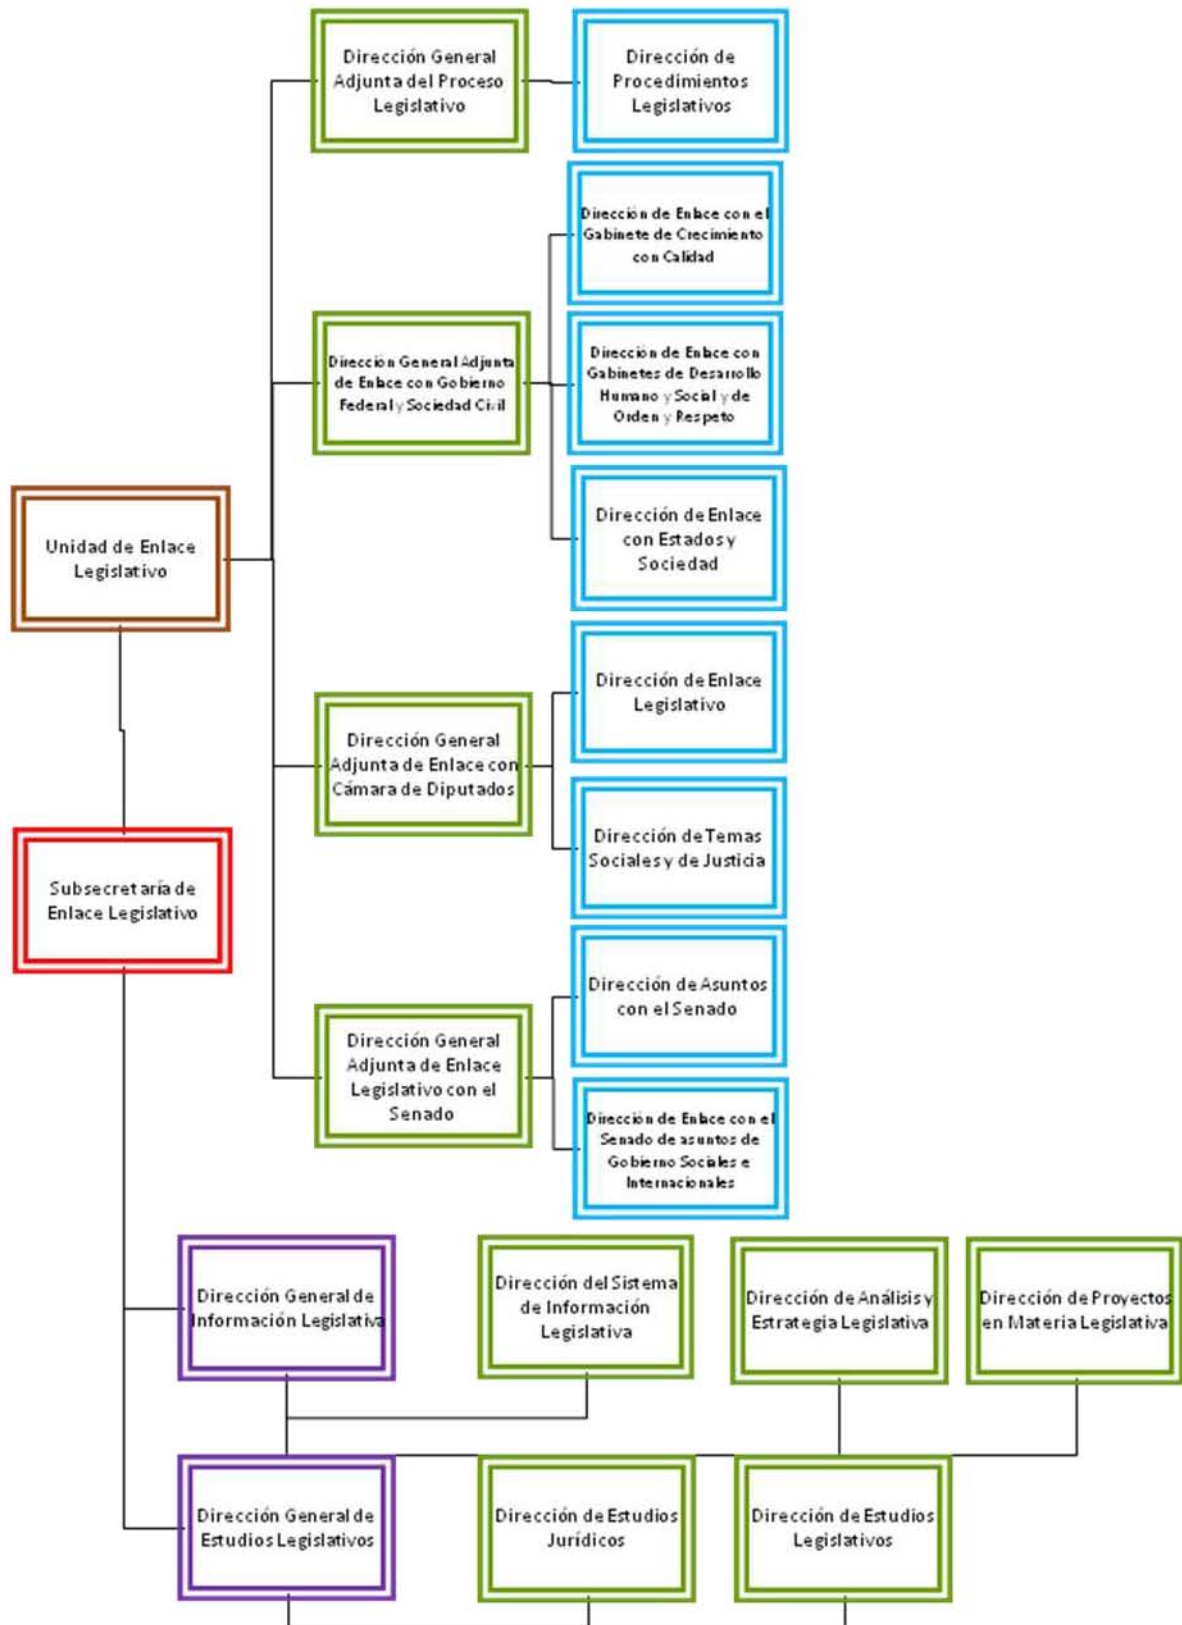 Dirección General
Adjunta del Proceso
Legislativo
Dirección de
Procedimientos
Legislativos
Dirección de Enlace con el
Gabinete de Crecimiento
con Calidad
Dirección General Adjunta
de Enlace con Gobierno
Federal y Sociedad Civil
Dirección de Enlace con
Gabinetes de Desarrollo
Humano y Social y de
Orden y Respeto
Dirección de Enlace
con Estados y
Sociedad
Unidad de Enlace
Legislativo
Dirección de Enlace
Legislativo
Dirección General
Adjunta de Enlace con
Cámara de Diputados
Dirección de Temas
Sociales y de Justicia
Subsecretaría de
Enlace Legislativo
Dirección de Asuntos
con el Senado
Dirección General
Adjunta de Enlace
Legislativo con el
Senado
Dirección de Enlace con el
Senado de asuntos de
Gobierno Sociales e
Internacionales
Dirección General de
Información Legislativa
Dirección del Sistema
de Información
Legislativa
Dirección de Análisis y
Estrategia Legislativa
Dirección de Proyectos
en Materia Legislativa
Dirección General de
Estudios Legislativos
Dirección de Estudios
Jurídicos
Dirección de Estudios
Legislativos